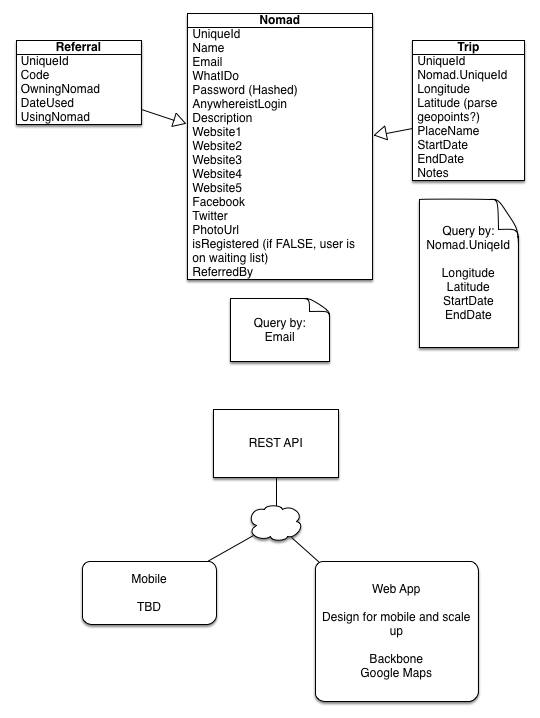 Referral
UniqueId
Code
OwningNomad
DateUsed
UsingNomad
Nomad
UniqueId
Name
Email
WhatIDo
Password (Hashed)
AnywhereistLogin
Description
Website1
Website2
Website3
Website4
Website5
Facebook
Twitter
PhotoUrl
isRegistered (if FALSE, user is
on waiting list)
ReferredBy
Trip
UniqueId
Nomad.UniqueId
Longitude
Latitude (parse
geopoints?)
PlaceName
StartDate
EndDate
Notes
Query by:
Nomad.UniqeId
Longitude
Latitude
StartDate
EndDate
Query by:
Email
REST API
Mobile
TBD
Web App
Design for mobile and scale
up
Backbone
Google Maps